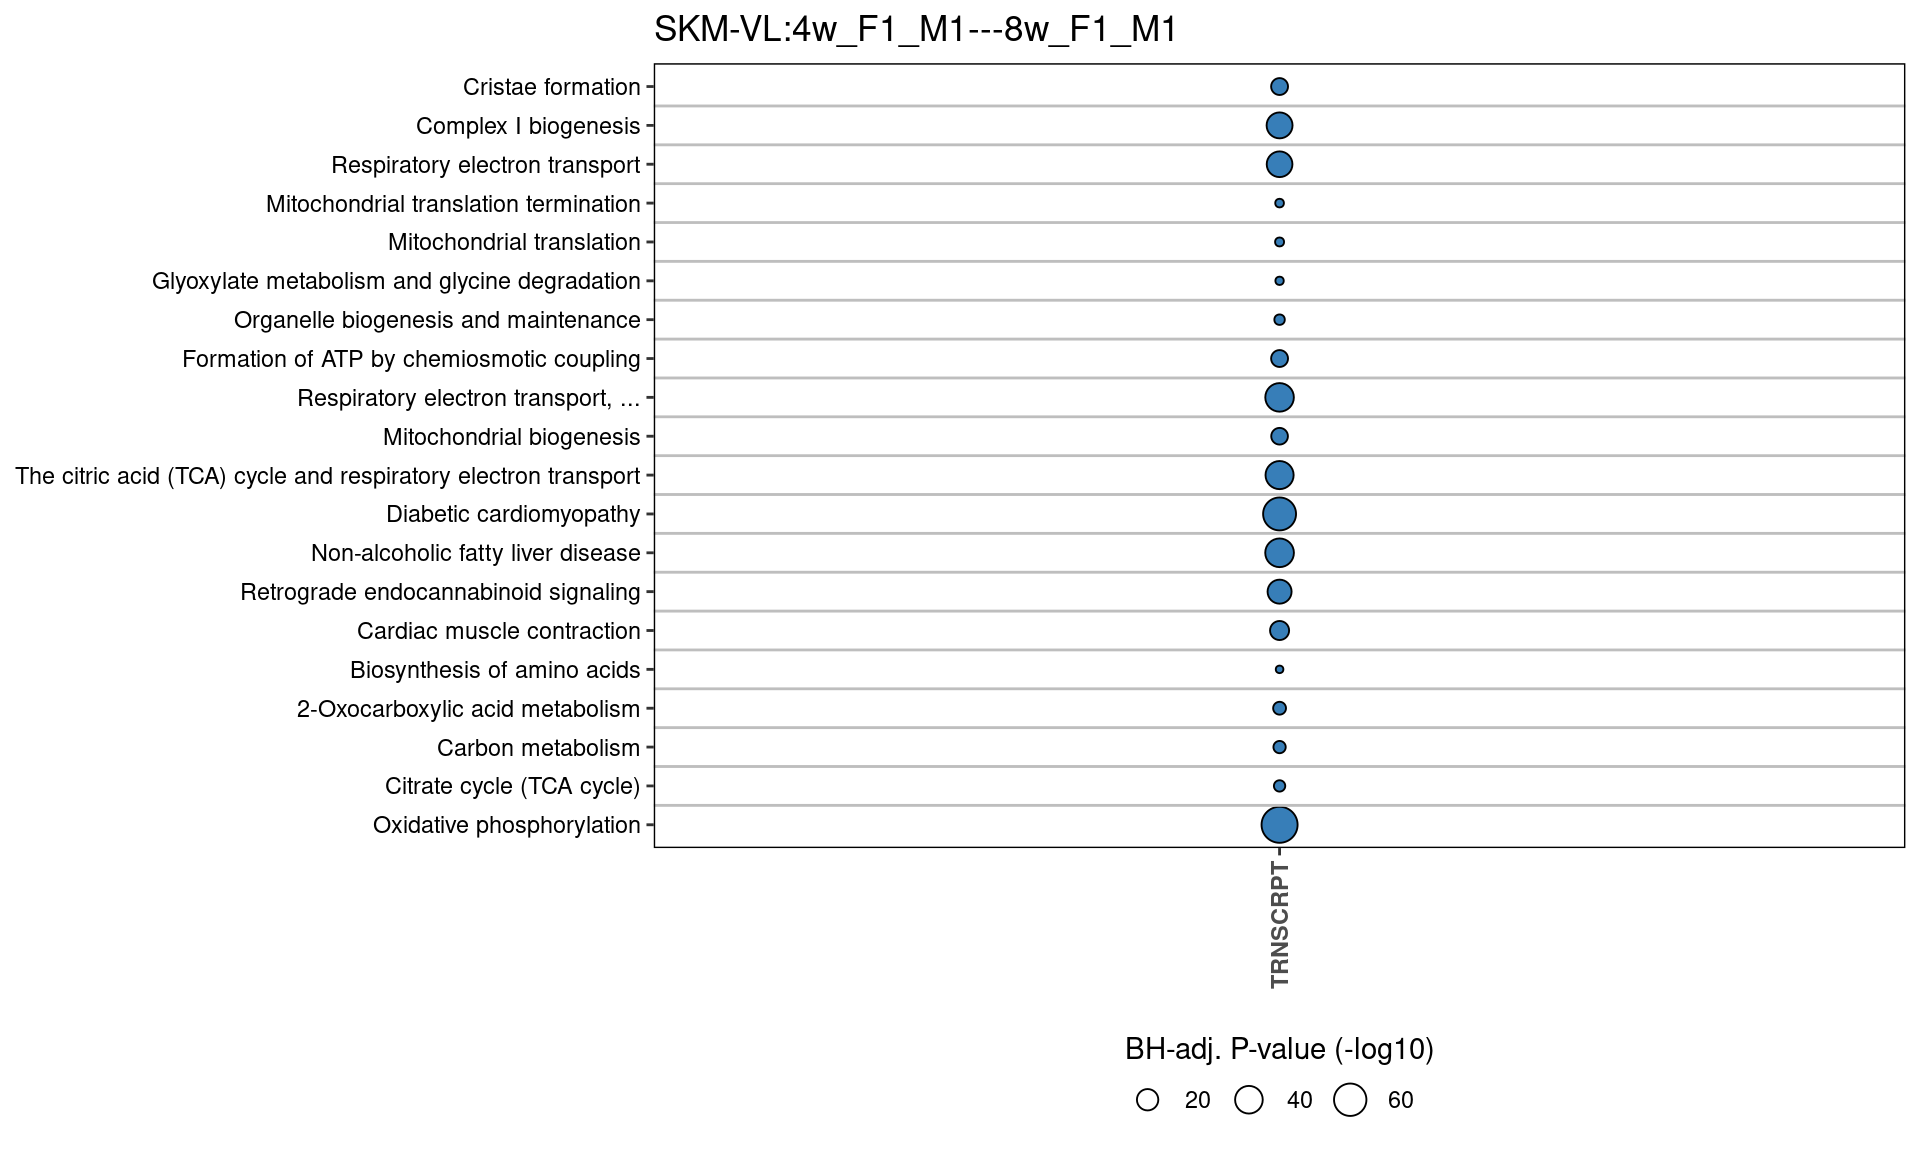 SKM-VL:4w_F1_M1---8w_F1_M1
Cristae formation
Complex I biogenesis
Respiratory electron transport
Mitochondrial translation termination
Mitochondrial translation
Glyoxylate metabolism and glycine degradation
Organelle biogenesis and maintenance
Formation of ATP by chemiosmotic coupling
Respiratory electron transport, ...
Mitochondrial biogenesis
The citric acid (TCA) cycle and respiratory electron transport
Diabetic cardiomyopathy
Non-alcoholic fatty liver disease
Retrograde endocannabinoid signaling
Cardiac muscle contraction
Biosynthesis of amino acids
2-Oxocarboxylic acid metabolism
Carbon metabolism
Citrate cycle (TCA cycle)
Oxidative phosphorylation
TRNSCRPT
BH-adj. P-value (-log10)
20 40 60